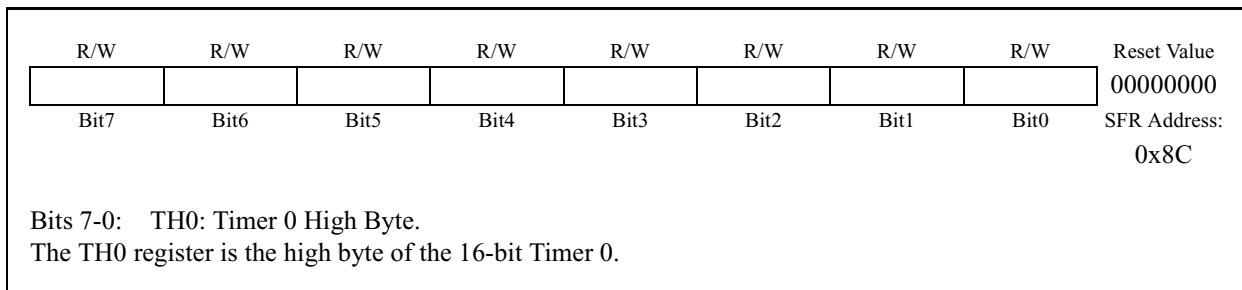 R/W R/W R/W R/W R/W R/W R/W R/W Reset Value
00000000
Bit7 Bit6 Bit5 Bit4 Bit3 Bit2 Bit1 Bit0 SFR Address:
0x8C
Bits 7-0: TH0: Timer 0 High Byte.
The TH0 register is the high byte of the 16-bit Timer 0.